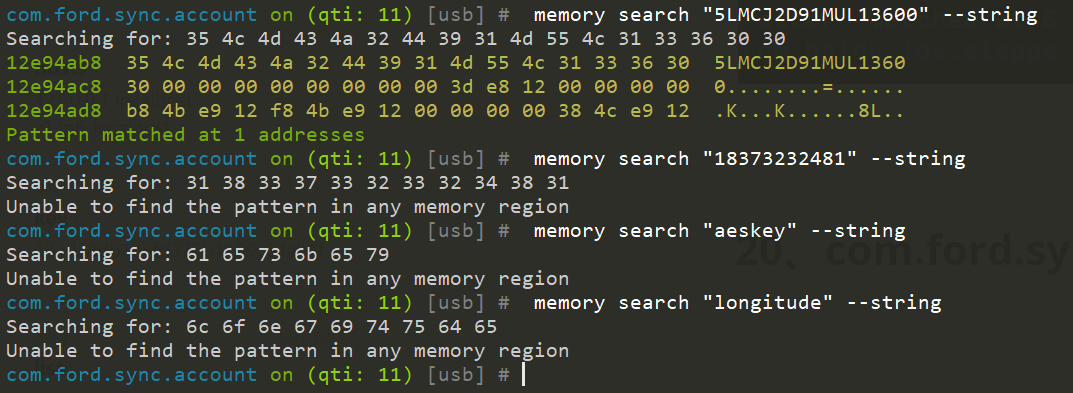 com.ford.sync.account on (qti: 11) [usb] #  memory search "5LMCJ2D91MUL13600" --string
Searching for: 35 4c 4d 43 4a 32 44 39 31 4d 55 4c 31 33 36 30 30
12e94ab8  35 4c 4d 43 4a 32 44 39 31 4d 55 4c 31 33 36 30  5LMCJ2D91MUL1360
12e94ac8  30 00 00 00 00 00 00 00 00 3d e8 12 00 00 00 00  0........=......
12e94ad8  b8 4b e9 12 f8 4b e9 12 00 00 00 00 38 4c e9 12  .K...K......8L..
Pattern matched at 1 addresses
com.ford.sync.account on (qti: 11) [usb] #  memory search "18373232481" --string
Searching for: 31 38 33 37 33 32 33 32 34 38 31
Unable to find the pattern in any memory region
com.ford.sync.account on (qti: 11) [usb] #  memory search "aeskey" --string
Searching for: 61 65 73 6b 65 79
Unable to find the pattern in any memory region
20、com.ford.sy
com.ford.sync.account on (qti: 11) [usb] #  memory search "longitude" --string
Searching for: 6c 6f 6e 67 69 74 75 64 65
Unable to find the pattern in any memory region
com.ford.sync.account on (qti: 11) [usb] #